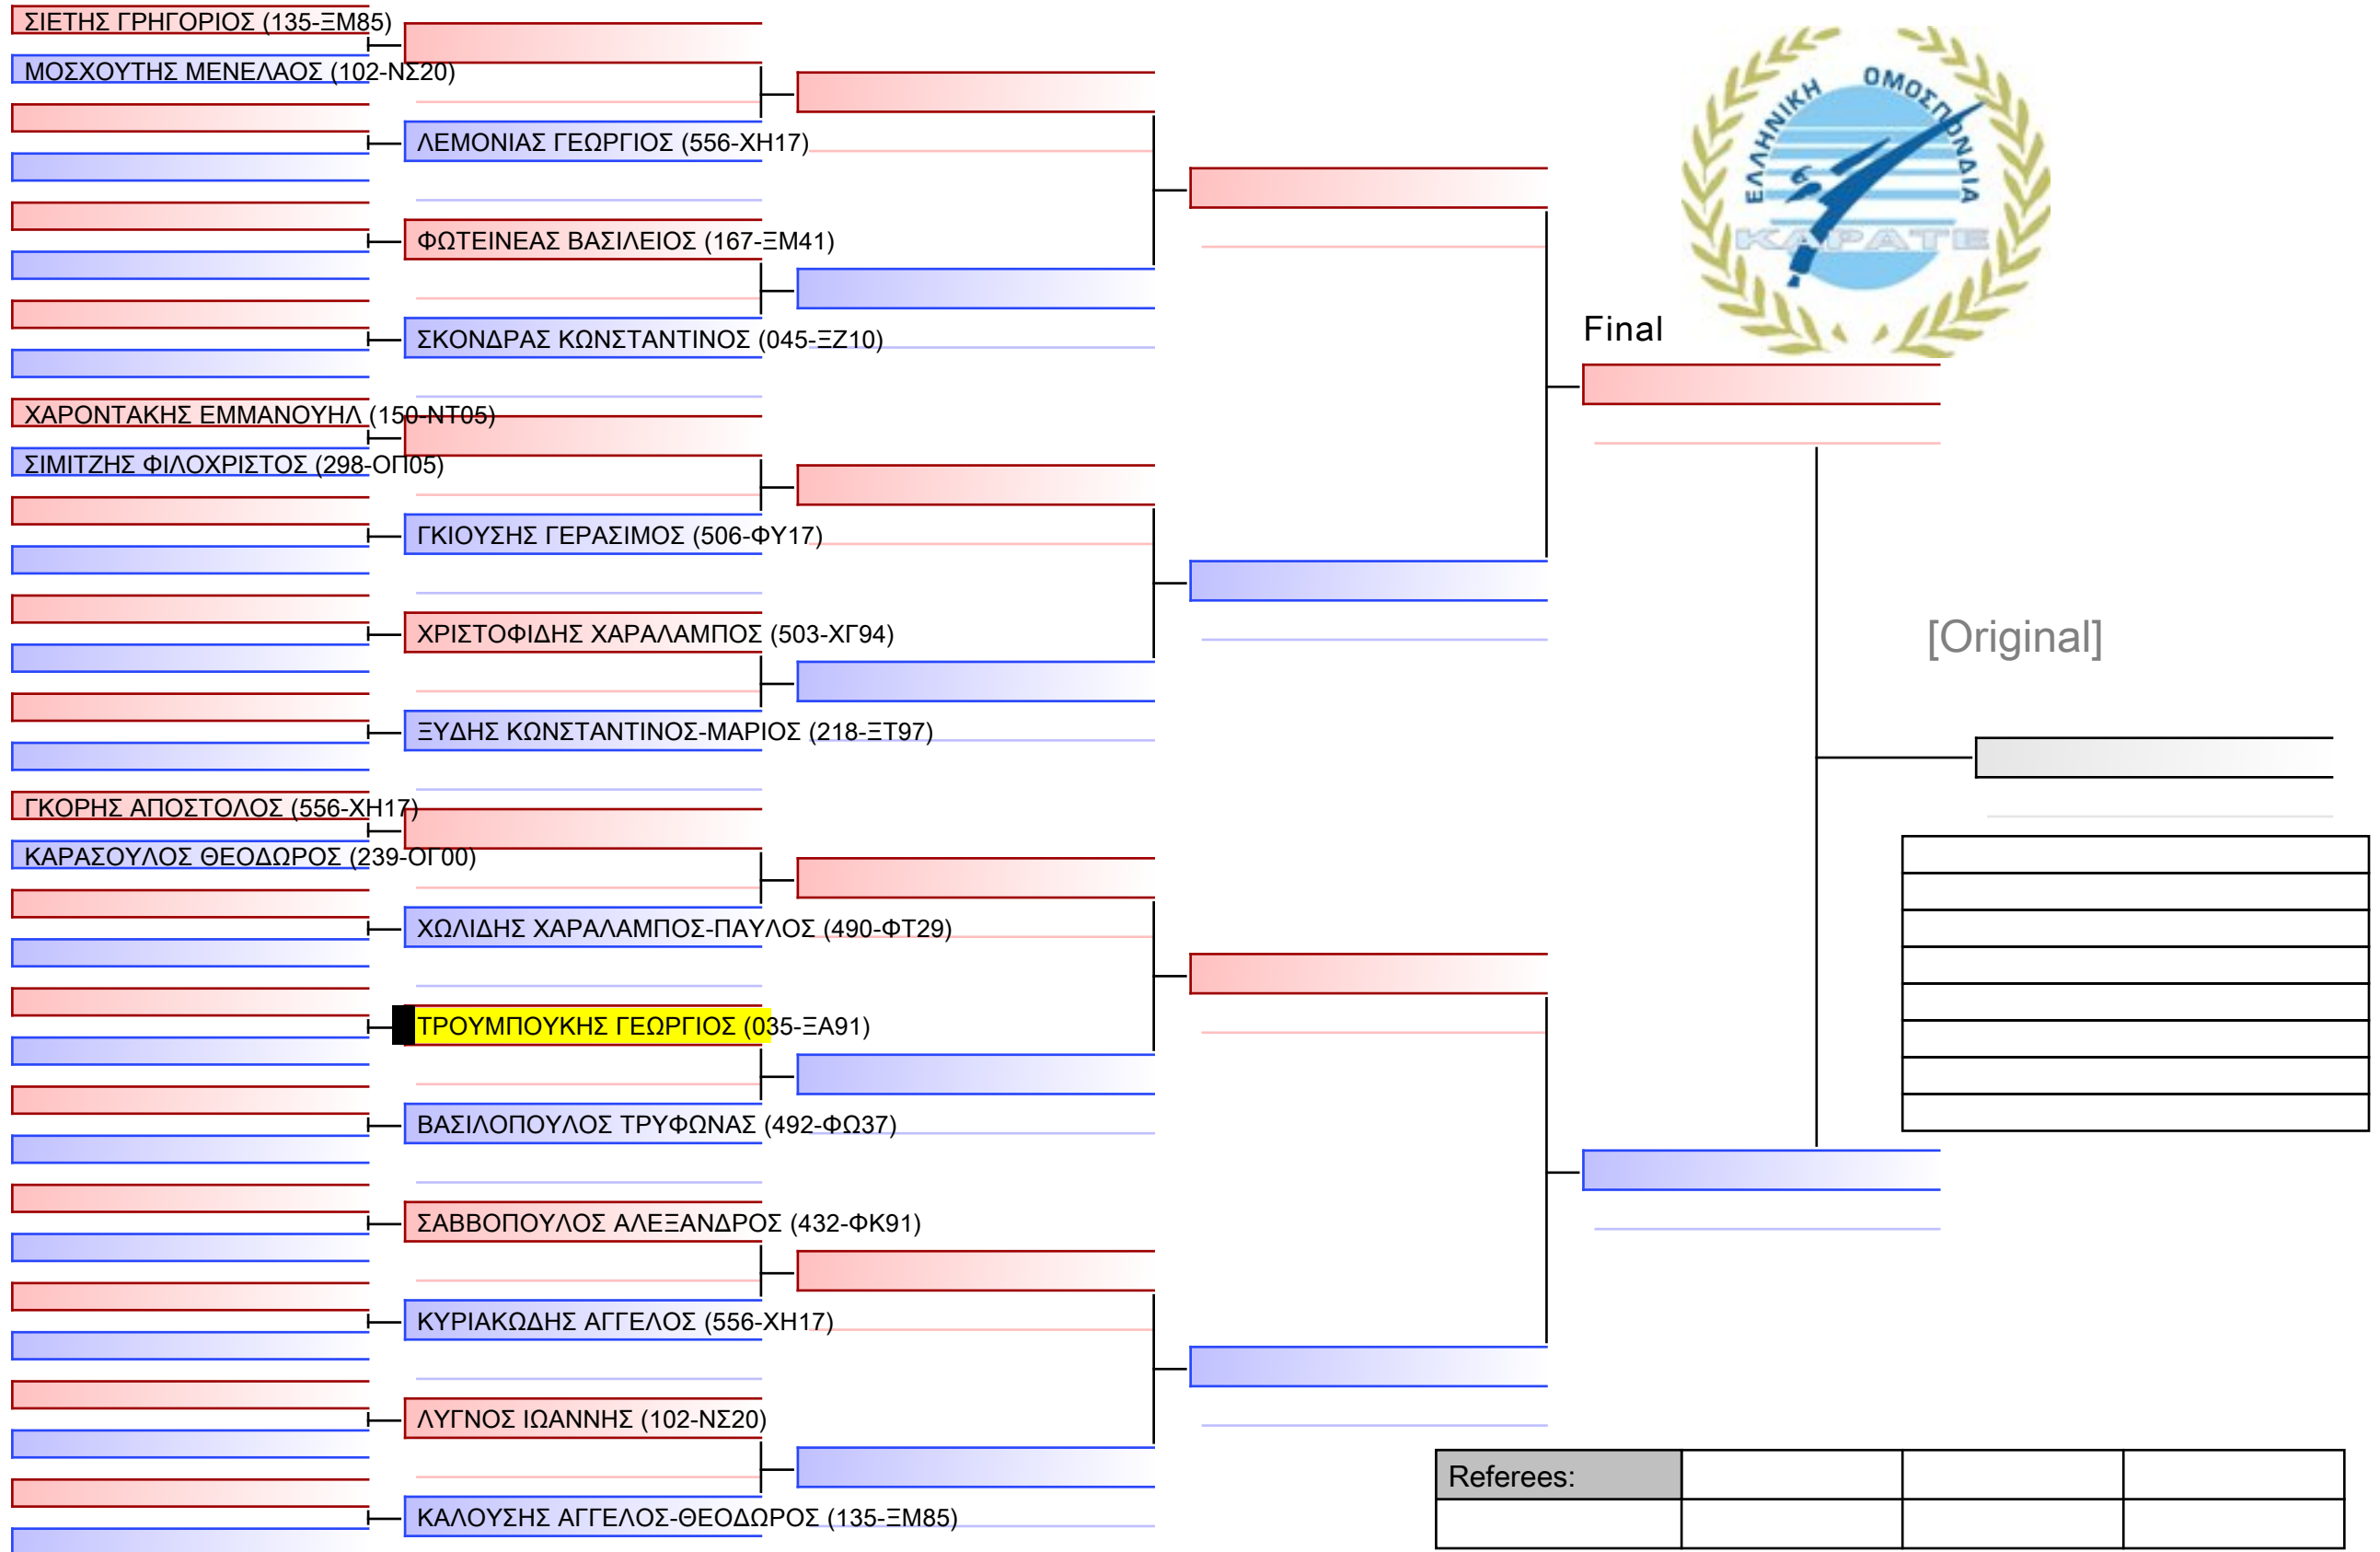 ΣΙΕΤΗΣ ΓΡΗΓΟΡΙΟΣ (135-ΞΜ85)
ΜΟΣΧΟΥΤΗΣ ΜΕΝΕΛΑΟΣ (102-ΝΣ20)
ΛΕΜΟΝΙΑΣ ΓΕΩΡΓΙΟΣ (556-ΧΗ17)
ΦΩΤΕΙΝΕΑΣ ΒΑΣΙΛΕΙΟΣ (167-ΞΜ41)
ΣΚΟΝΔΡΑΣ ΚΩΝΣΤΑΝΤΙΝΟΣ (045-ΞΖ10)
ΧΑΡΟΝΤΑΚΗΣ ΕΜΜΑΝΟΥΗΛ (150-ΝΤ05)
ΣΙΜΙΤΖΗΣ ΦΙΛΟΧΡΙΣΤΟΣ (298-ΟΠ05)
ΓΚΙΟΥΣΗΣ ΓΕΡΑΣΙΜΟΣ (506-ΦΥ17)
ΧΡΙΣΤΟΦΙΔΗΣ ΧΑΡΑΛΑΜΠΟΣ (503-ΧΓ94)
ΞΥΔΗΣ ΚΩΝΣΤΑΝΤΙΝΟΣ-ΜΑΡΙΟΣ (218-ΞΤ97)
ΓΚΟΡΗΣ ΑΠΟΣΤΟΛΟΣ (556-ΧΗ17)
ΚΑΡΑΣΟΥΛΟΣ ΘΕΟΔΩΡΟΣ (239-ΟΓ00)
ΧΩΛΙΔΗΣ ΧΑΡΑΛΑΜΠΟΣ-ΠΑΥΛΟΣ (490-ΦΤ29)
ΤΡΟΥΜΠΟΥΚΗΣ ΓΕΩΡΓΙΟΣ (035-ΞΑ91)
ΒΑΣΙΛΟΠΟΥΛΟΣ ΤΡΥΦΩΝΑΣ (492-ΦΩ37)
ΣΑΒΒΟΠΟΥΛΟΣ ΑΛΕΞΑΝΔΡΟΣ (432-ΦΚ91)
ΚΥΡΙΑΚΩΔΗΣ ΑΓΓΕΛΟΣ (556-ΧΗ17)
ΛΥΓΝΟΣ ΙΩΑΝΝΗΣ (102-ΝΣ20)
ΚΑΛΟΥΣΗΣ ΑΓΓΕΛΟΣ-ΘΕΟΔΩΡΟΣ (135-ΞΜ85)
ΕΛΛΗΝΙΚΗ ΟΜΟΣΠΟΝΔΙΑ
ΚΑΡΑΤΕ
Final
[Original]
Referees: